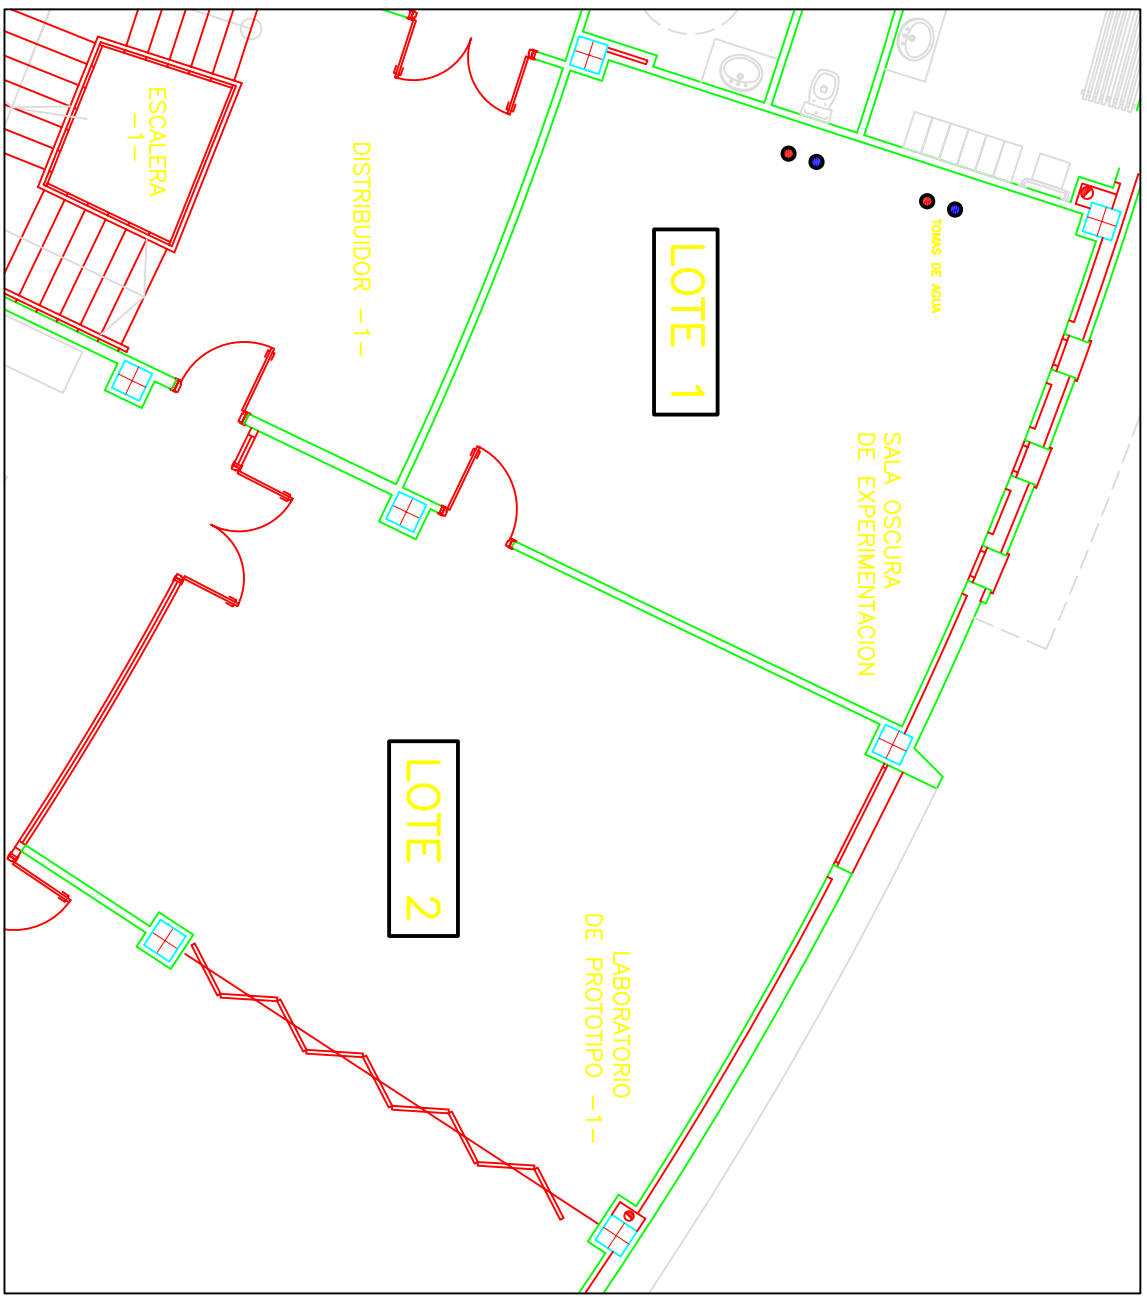 ESCALERA
-1-
DISTRIBUIDOR -1-
LOTE 1
TOMAS DE AGUA
SALA OSCURA
DE EXPERIMENTACION
LOTE 2
LABORATORIO
DE PROTOTIPO -1-